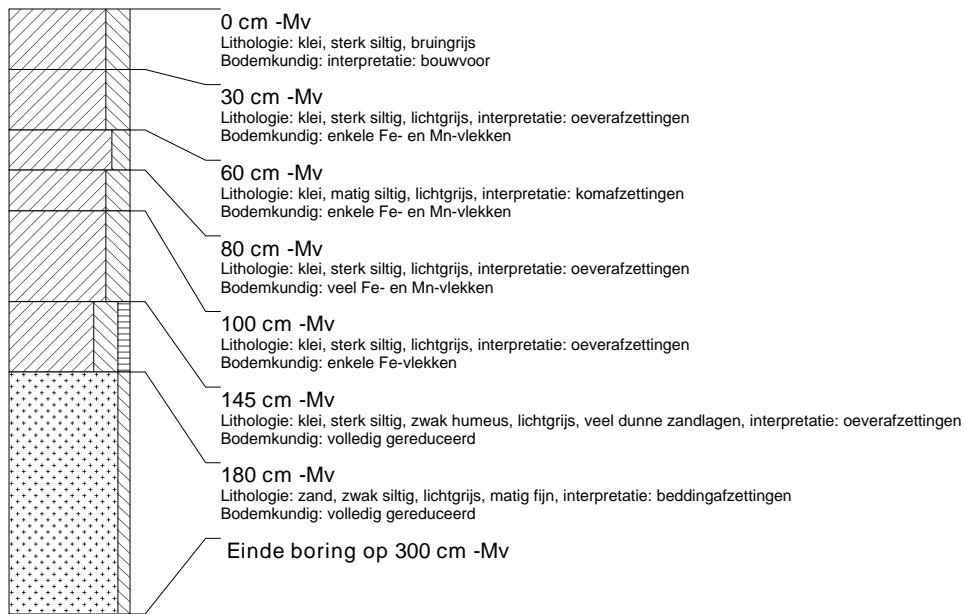 0 cm -Mv
Lithologie: klei, sterk siltig, bruingrijs
Bodemkundig: interpretatie: bouwvoor
30 cm -Mv
Lithologie: klei, sterk siltig, lichtgrijs, interpretatie: oeverafzettingen
Bodemkundig: enkele Fe- en Mn-vlekken
60 cm -Mv
Lithologie: klei, matig siltig, lichtgrijs, interpretatie: komafzettingen
Bodemkundig: enkele Fe- en Mn-vlekken
80 cm -Mv
Lithologie: klei, sterk siltig, lichtgrijs, interpretatie: oeverafzettingen
Bodemkundig: veel Fe- en Mn-vlekken
100 cm -Mv
Lithologie: klei, sterk siltig, lichtgrijs, interpretatie: oeverafzettingen
Bodemkundig: enkele Fe-vlekken
145 cm -Mv
Lithologie: klei, sterk siltig, zwak humeus, lichtgrijs, veel dunne zandlagen, interpretatie: oeverafzettingen
Bodemkundig: volledig gereduceerd
180 cm -Mv
Lithologie: zand, zwak siltig, lichtgrijs, matig fijn, interpretatie: beddingafzettingen
Bodemkundig: volledig gereduceerd
Einde boring op 300 cm -Mv